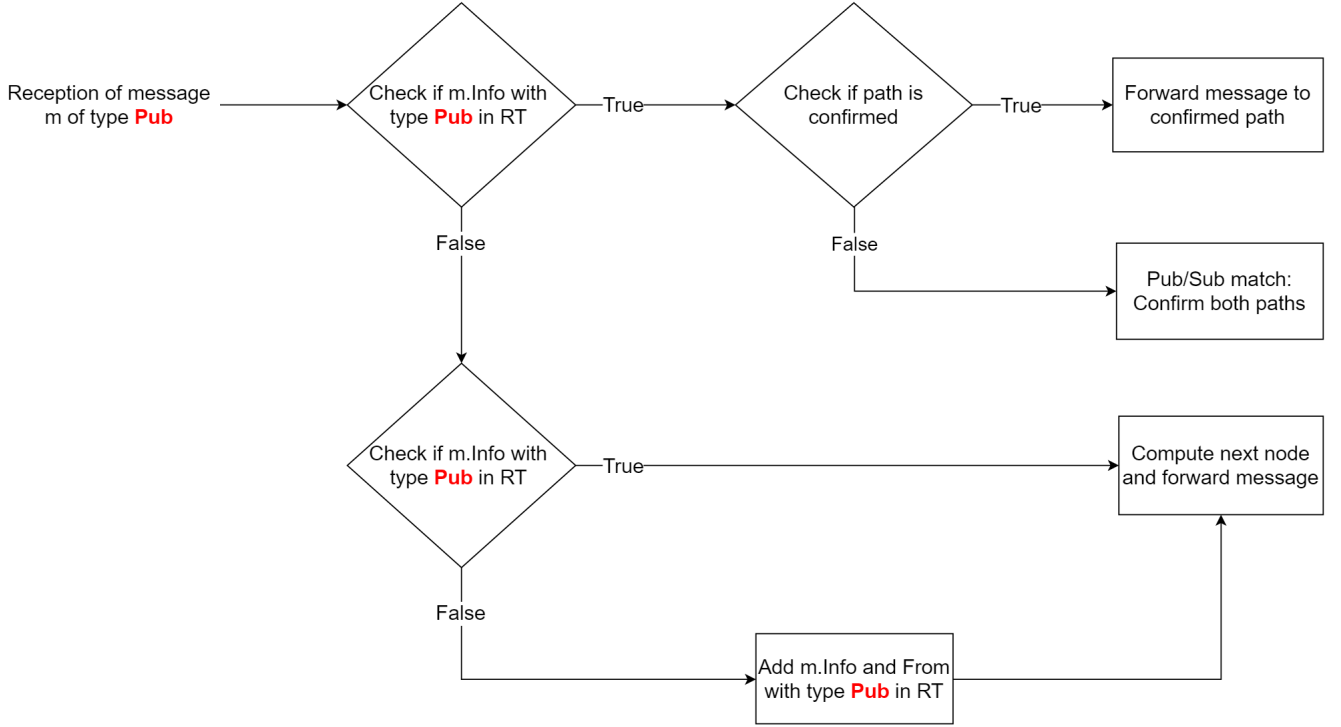 Reception of message
m of type Pub
Check if m.Info with
type Pub in RT
True
Check if path is
confirmed
True
Forward message to
confirmed path
False
False
Pub/Sub match:
Confirm both paths
Check if m.Info with
type Pub in RT
True
Compute next node
and forward message
False
Add m.Info and From
with type Pub in RT